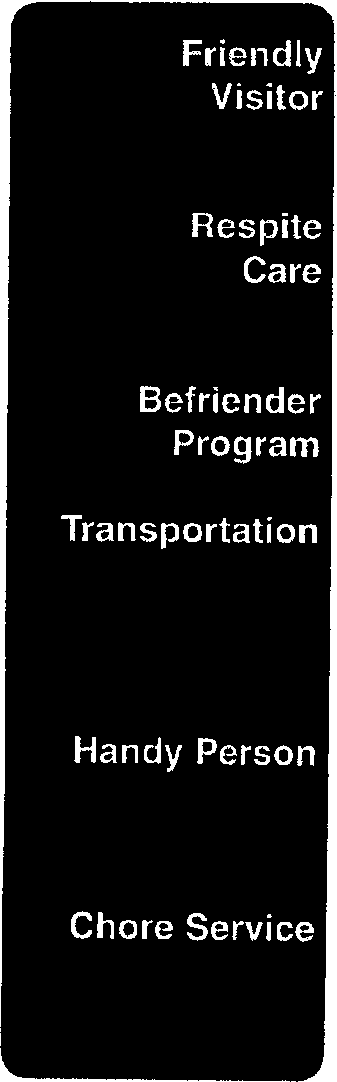 Friendly
Visitor
Respite
Care
Befriender
Program
Transportation
Handy Person
Chore Service